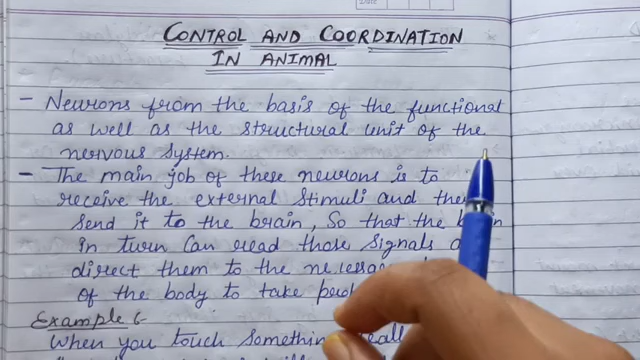 CONTROL AND COORDINATION
IN ANIMAL
- Neurons from the basis of the functional
as well as the structural unit of the
nervous system.
- The main job of these neurons is to
receive the external stimuli and the
send it to the brain, So that the
in turn can read those signals
direct them to the
of the body to take
Example :-
When you touch something